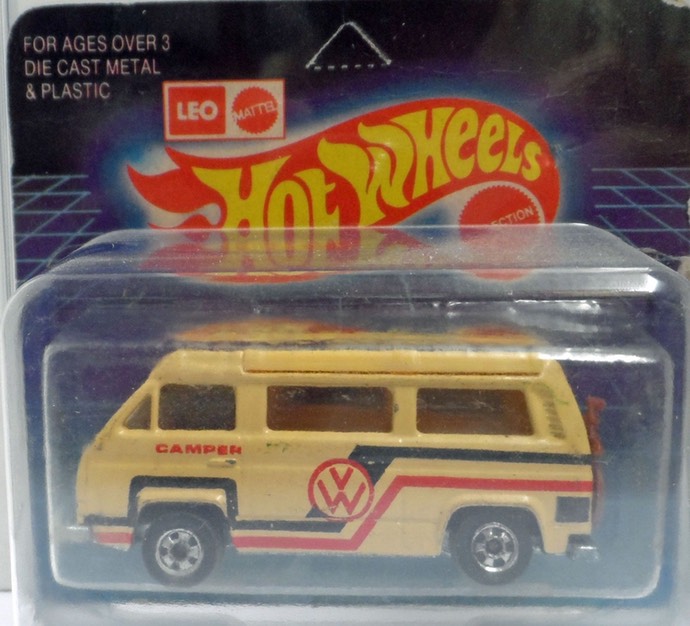 FOR AGES OVER 3
DIE CAST METAL
& PLASTIC
LEO MATTEL
HOT WHEELS
CAMPER
VW